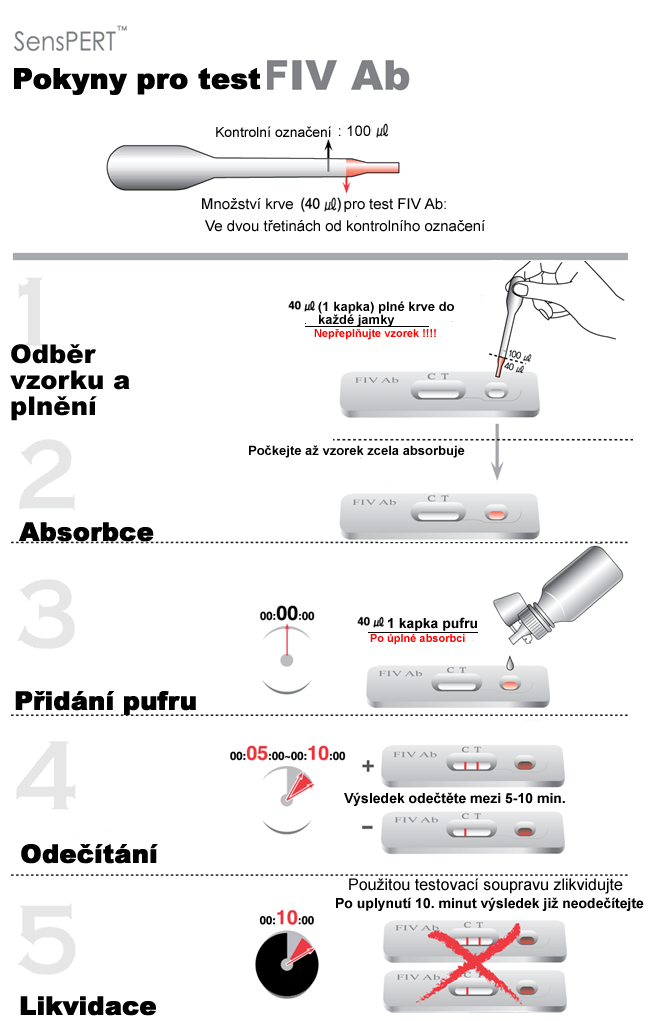 SensPERT™
Pokyny pro test FIV Ab
Kontrolní označení : 100 ㎕
Množství krve (40 ㎕) pro test FIV Ab:
Ve dvou třetinách od kontrolního označení
1
40 ㎕ (1 kapka) plné krve do
každé jamky
Nepřeplňujte vzorek !!!!
100 ㎕
40 ㎕
FIV Ab C T
Odběr
vzorku a
plnění
2
Počkejte až vzorek zcela absorbuje
FIV Ab C T
Absorbce
3
00:00:00
40 ㎕ 1 kapka pufru
Po úplné absorbci
FIV Ab C T
Přidání pufru
4
00:05:00~00:10:00
+
FIV Ab C T
Výsledek odečtěte mezi 5-10 min.
-
FIV Ab C T
Odečítání
5
Použitou testovací soupravu zlikvidujte
Po uplynutí 10. minut výsledek již neodečítejte
00:10:00
FIV Ab C T
FIV Ab C T
Likvidace